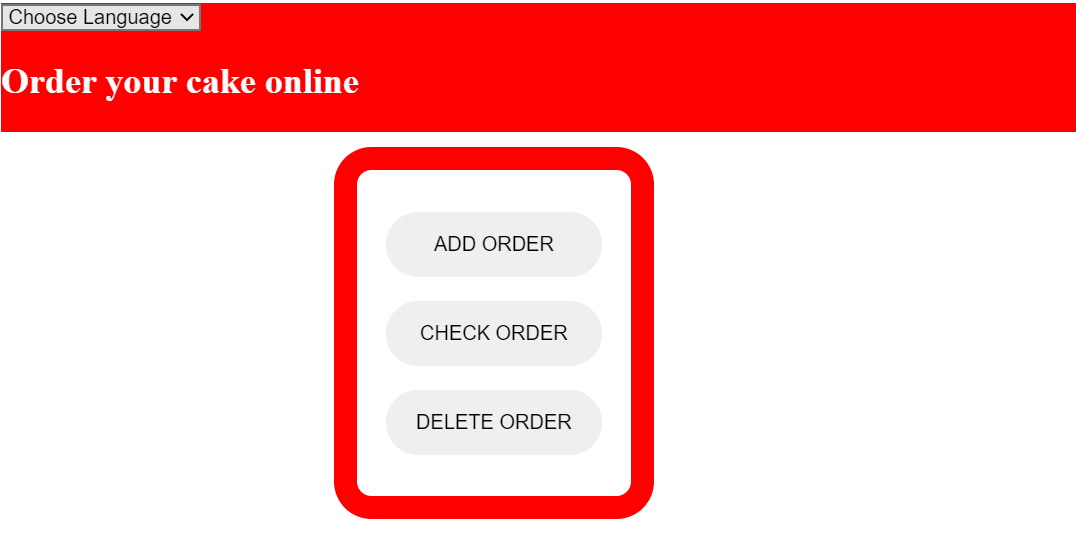 Choose Language
Order your cake online
ADD ORDER
CHECK ORDER
DELETE ORDER